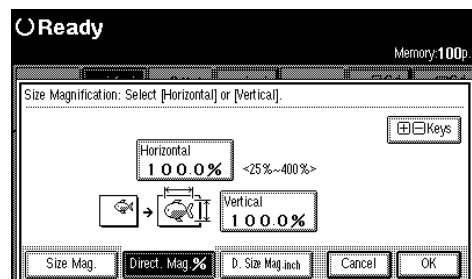 Ready
Memory:100p.
Size Magnification: Select [Horizontal] or [Vertical].
⊞⊟Keys
Horizontal
100.0% <25%~400%>
Vertical
100.0%
Size Mag. Direct. Mag.% D. Size Mag.inch Cancel OK